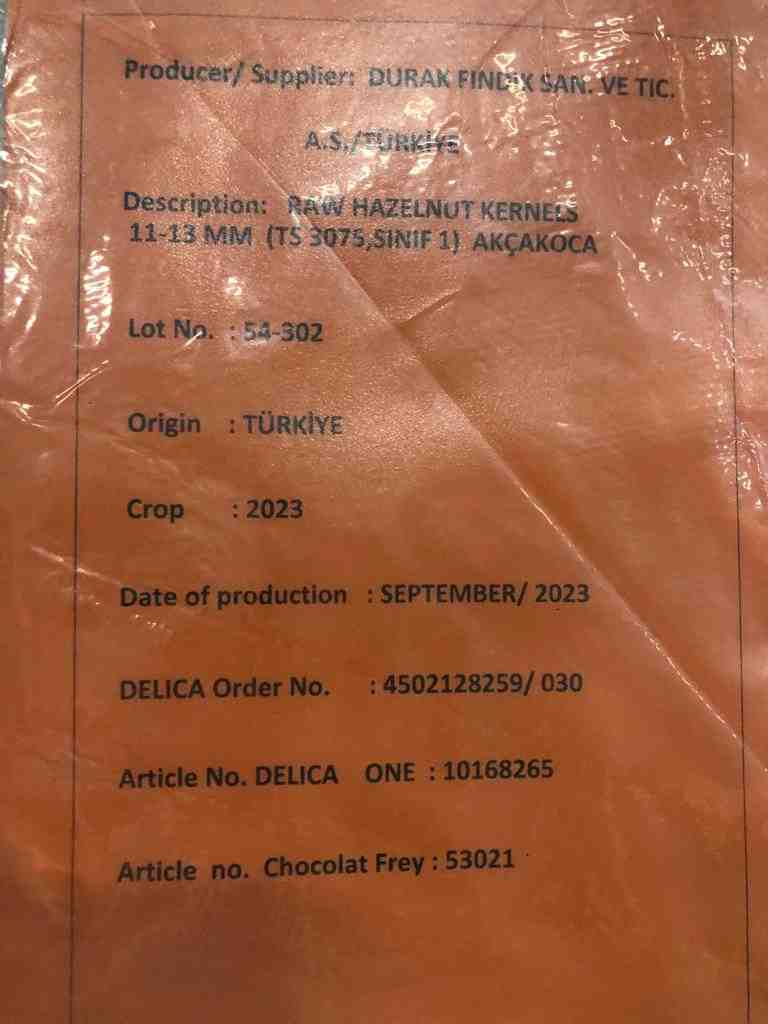 Producer/ Supplier: DURAK FINDIK SAN. VE TIC.
A.S./TÜRKİYE
Description: RAW HAZELNUT KERNELS
11-13 MM (TS 3075,SINIF 1) AKÇAKOCA
Lot No. : 54-302
Origin : TÜRKİYE
Crop : 2023
Date of production : SEPTEMBER/ 2023
DELICA Order No. : 4502128259/ 030
Article No. DELICA ONE : 10168265
Article no. Chocolat Frey : 53021